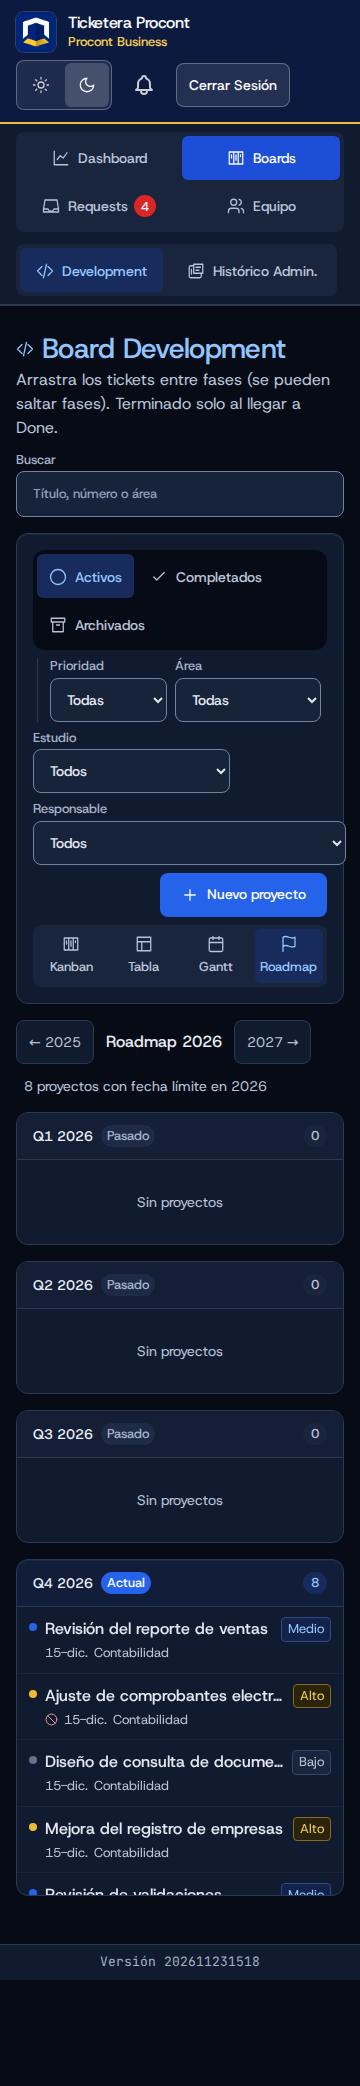 Ticketera Procont
Procont Business
Cerrar Sesión
Dashboard
Boards
Requests 4
Equipo
Development
Histórico Admin.
Board Development
Arrastra los tickets entre fases (se pueden
saltar fases). Terminado solo al llegar a
Done.
Buscar
Título, número o área
Activos
Completados
Archivados
Prioridad
Área
Todas
Todas
Estudio
Todos
Responsable
Todos
Nuevo proyecto
Kanban
Tabla
Gantt
Roadmap
← 2025
Roadmap 2026
2027 →
8 proyectos con fecha límite en 2026
Q1 2026 Pasado 0
Sin proyectos
Q2 2026 Pasado 0
Sin proyectos
Q3 2026 Pasado 0
Sin proyectos
Q4 2026 Actual 8
Revisión del reporte de ventas Medio
15-dic. Contabilidad
Ajuste de comprobantes electr... Alto
15-dic. Contabilidad
Diseño de consulta de docume... Bajo
15-dic. Contabilidad
Mejora del registro de empresas Alto
15-dic. Contabilidad
Revisión de validaciones Medio
Versión 202611231518